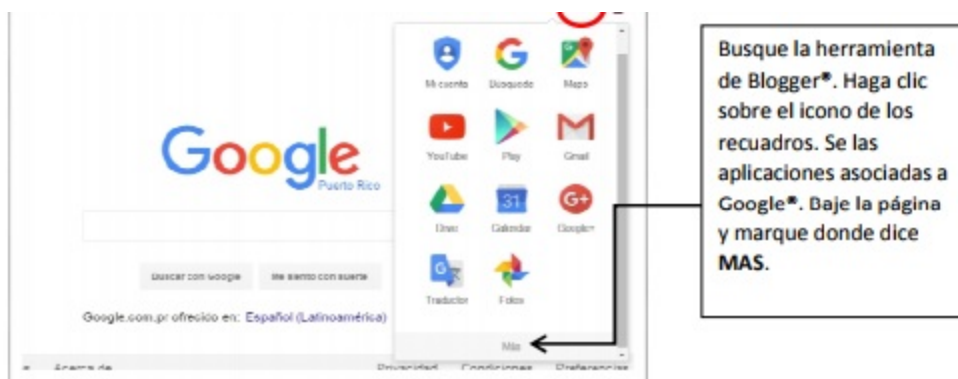 Mi cuenta
Búsqueda
Maps
YouTube
Play
Gmail
Drive
31
Calendar
G+
Google+
Traductor
Fotos
Más
Google
Puerto Rico
Buscar con Google
Me siento con suerte
Google.com.pr ofrecido en: Español (Latinoamérica)
Acerca de
Privacidad
Condiciones
Preferencias
Busque la herramienta
de Blogger®. Haga clic
sobre el icono de los
recuadros. Se las
aplicaciones asociadas a
Google®. Baje la página
y marque donde dice
MAS.